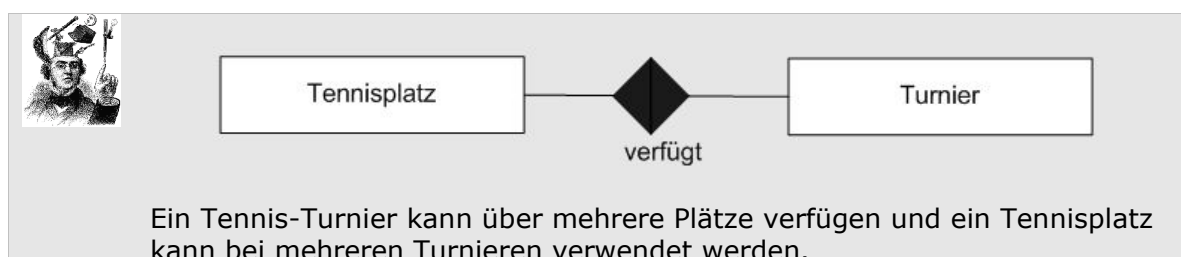 Tennisplatz
Turnier
verfügt
Ein Tennis-Turnier kann über mehrere Plätze verfügen und ein Tennisplatz
kann bei mehreren Turnieren verwendet werden.